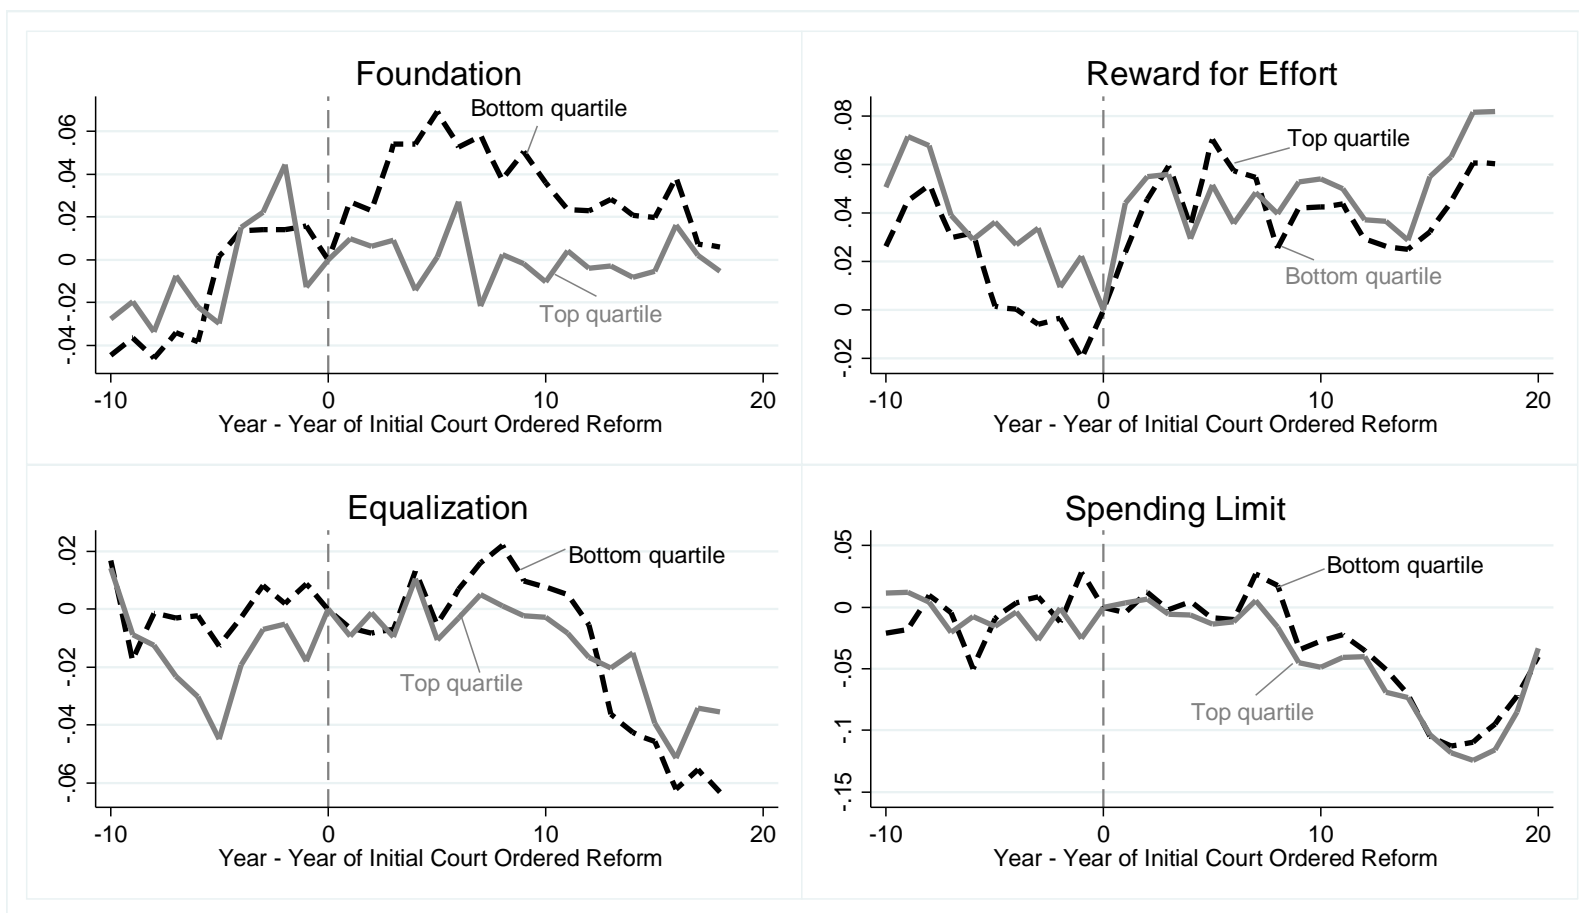 Foundation
Bottom quartile
Top quartile
-.04 -.02 0 .02 .04 .06
-10 0 10 20
Year - Year of Initial Court Ordered Reform
Reward for Effort
Top quartile
Bottom quartile
-.02 0 .02 .04 .06 .08
-10 0 10 20
Year - Year of Initial Court Ordered Reform
Equalization
Bottom quartile
Top quartile
-.06 -.04 -.02 0 .02
-10 0 10 20
Year - Year of Initial Court Ordered Reform
Spending Limit
Bottom quartile
Top quartile
-.15 -.1 -.05 0 .05
-10 0 10 20
Year - Year of Initial Court Ordered Reform